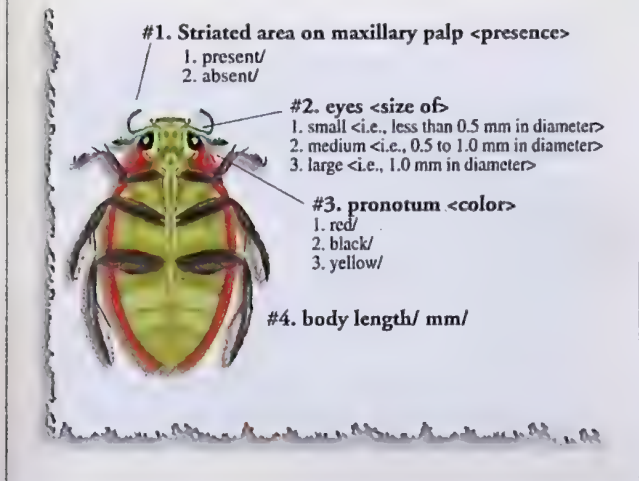 #1. Striated area on maxillary palp <presence>
1. present/
2. absent/
#2. eyes <size of>
1. small <i.e., less than 0.5 mm in diameter>
2. medium <i.e., 0.5 to 1.0 mm in diameter>
3. large <i.e., 1.0 mm in diameter>
#3. pronotum <color>
1. red/
2. black/
3. yellow/
#4. body length/ mm/